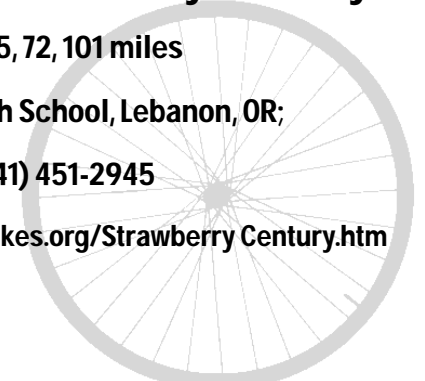 5, 72, 101 miles
h School, Lebanon, OR;
41) 451-2945
kes.org/Strawberry Century.htm